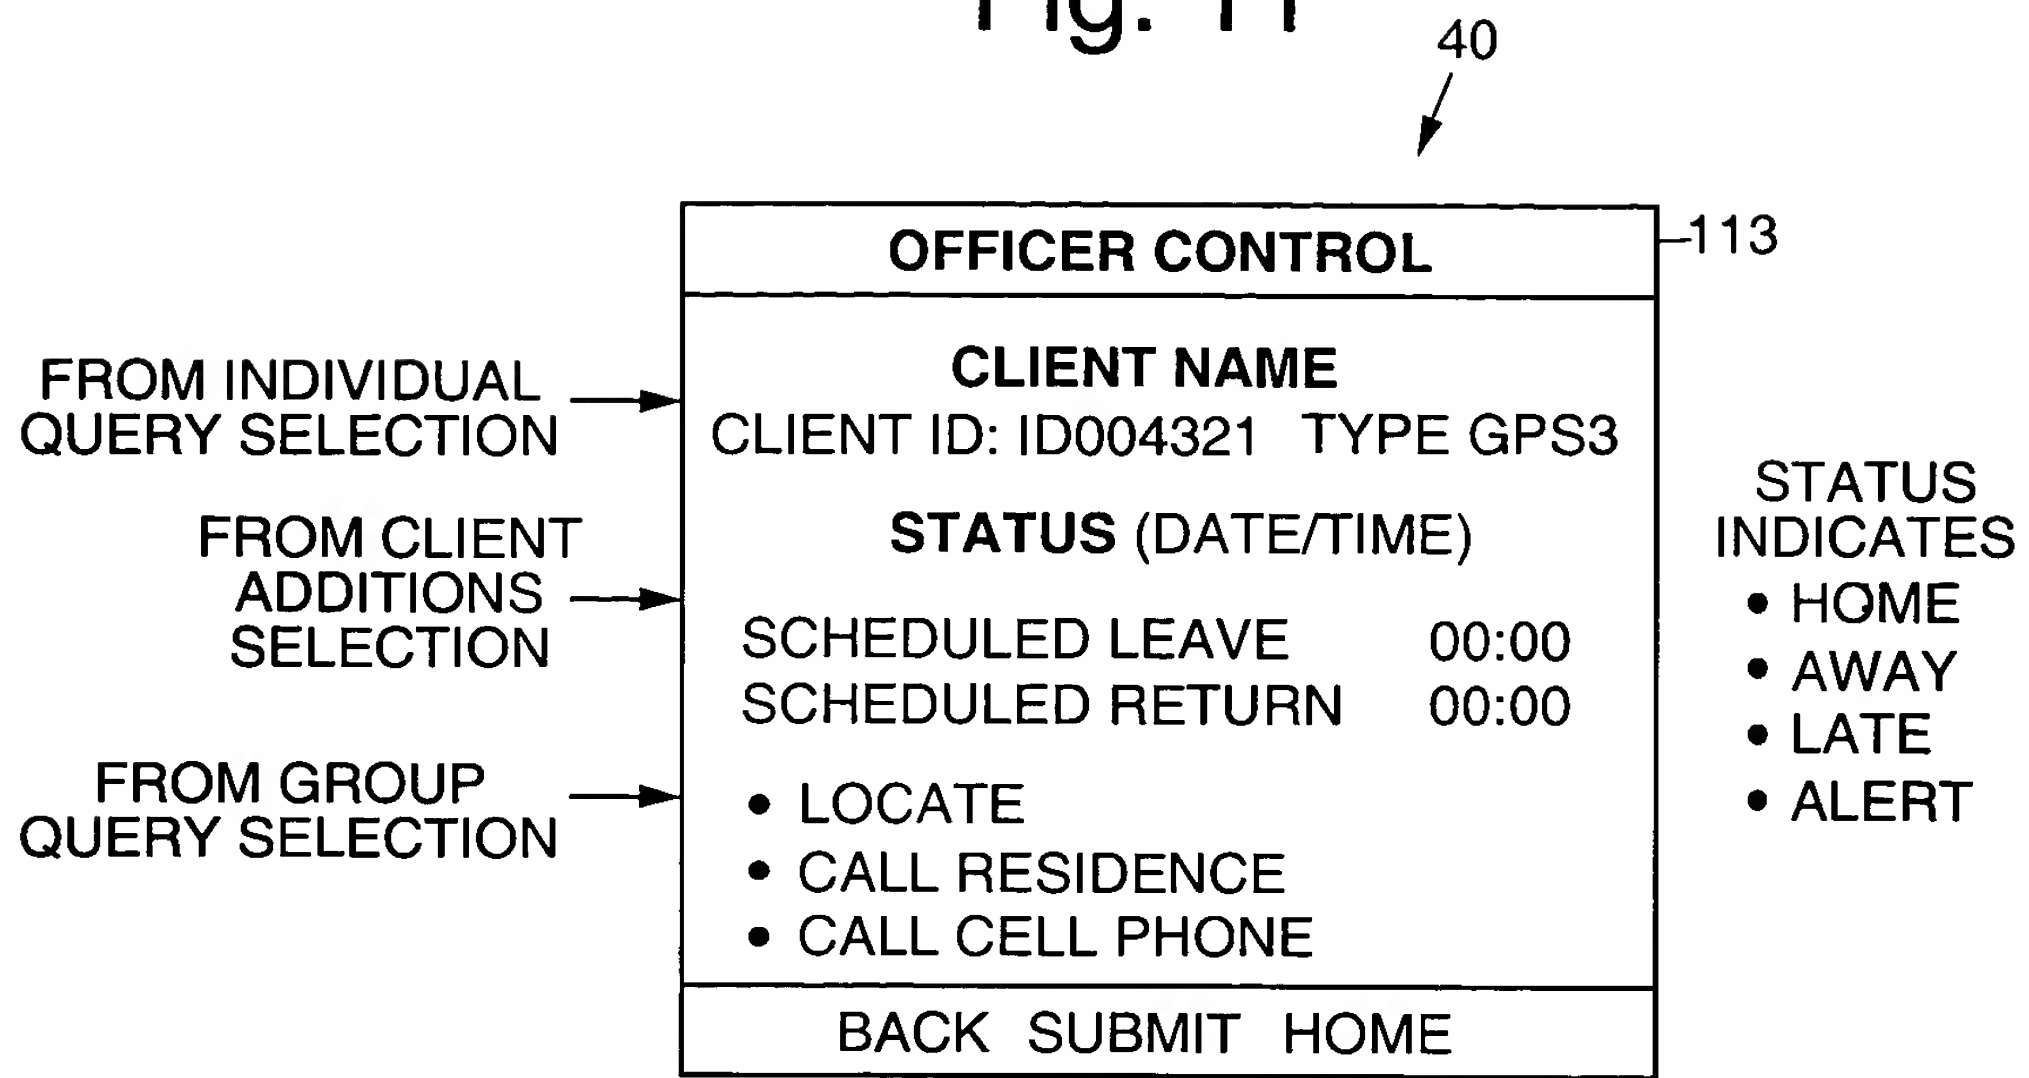 Fig. 11
40
OFFICER CONTROL
113
CLIENT NAME
CLIENT ID: ID004321 TYPE GPS3
STATUS (DATE/TIME)
SCHEDULED LEAVE 00:00
SCHEDULED RETURN 00:00
• LOCATE
• CALL RESIDENCE
• CALL CELL PHONE
BACK SUBMIT HOME
FROM INDIVIDUAL
QUERY SELECTION
FROM CLIENT
ADDITIONS
SELECTION
FROM GROUP
QUERY SELECTION
STATUS
INDICATES
• HOME
• AWAY
• LATE
• ALERT